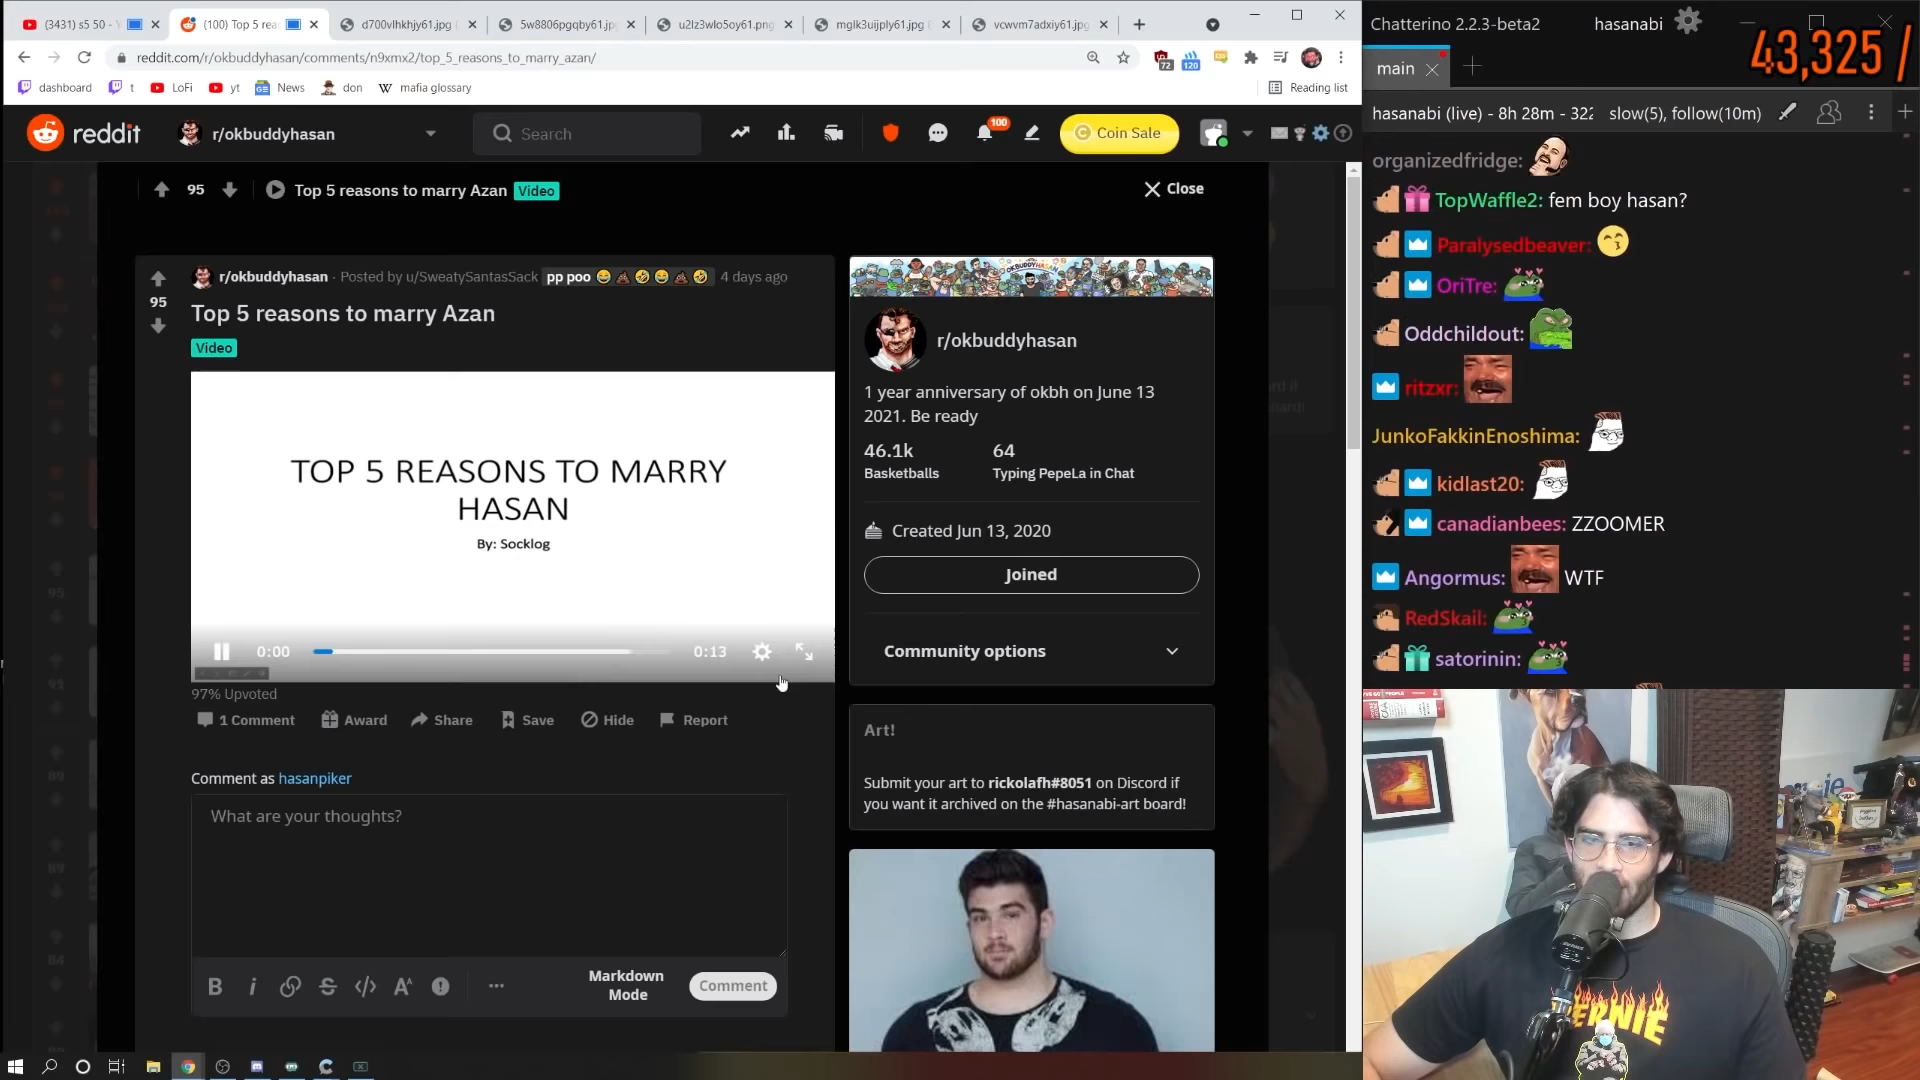 (3431) s5 50 - Y
(100) Top 5 rea
d700vlhkhjy61.jpg
5w8806pgqby61.jp
u2lz3wlo5oy61.png
mglk3uijply61.jpg
vcwvm7adxiy61.jpg
reddit.com/r/okbuddyhasan/comments/n9xmx2/top_5_reasons_to_marry_azan/
72
120
dashboard
t
LoFi
yt
News
don
mafia glossary
Reading list
reddit
r/okbuddyhasan
Search
100
Coin Sale
95
Top 5 reasons to marry Azan
Video
Close
r/okbuddyhasan · Posted by u/SweatySantasSack pp poo 😂💩🤣😂💩🤣 4 days ago
95
Top 5 reasons to marry Azan
Video
TOP 5 REASONS TO MARRY
HASAN
By: Socklog
0:00
0:13
97% Upvoted
1 Comment
Award
Share
Save
Hide
Report
Comment as hasanpiker
What are your thoughts?
Markdown
Mode
Comment
r/okbuddyhasan
1 year anniversary of okbh on June 13
2021. Be ready
46.1k
64
Basketballs
Typing PepeLa in Chat
Created Jun 13, 2020
Joined
Community options
Art!
Submit your art to rickolafh#8051 on Discord if
you want it archived on the #hasanabi-art board!
Chatterino 2.2.3-beta2
hasanabi
43,325 /
main
hasanabi (live) - 8h 28m - 322
slow(5), follow(10m)
organizedfridge:
TopWaffle2: fem boy hasan?
Paralysedbeaver:
OriTre:
Oddchildout:
ritzxr:
JunkoFakkinEnoshima:
kidlast20:
canadianbees: ZZOOMER
Angormus: WTF
RedSkail:
satorinin: